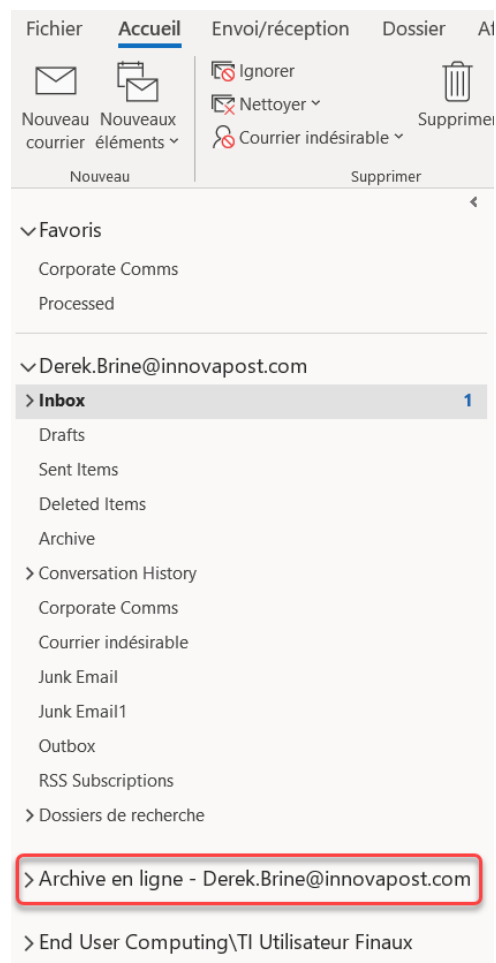 Fichier Accueil Envoi/réception Dossier
Nouveau courrier
Nouveaux éléments
Ignorer
Nettoyer
Courrier indésirable
Supprimer
Nouveau
Supprimer
Favoris
Corporate Comms
Processed
Derek.Brine@innovapost.com
Inbox 1
Drafts
Sent Items
Deleted Items
Archive
Conversation History
Corporate Comms
Courrier indésirable
Junk Email
Junk Email1
Outbox
RSS Subscriptions
Dossiers de recherche
Archive en ligne - Derek.Brine@innovapost.com
End User Computing\TI Utilisateur Finaux